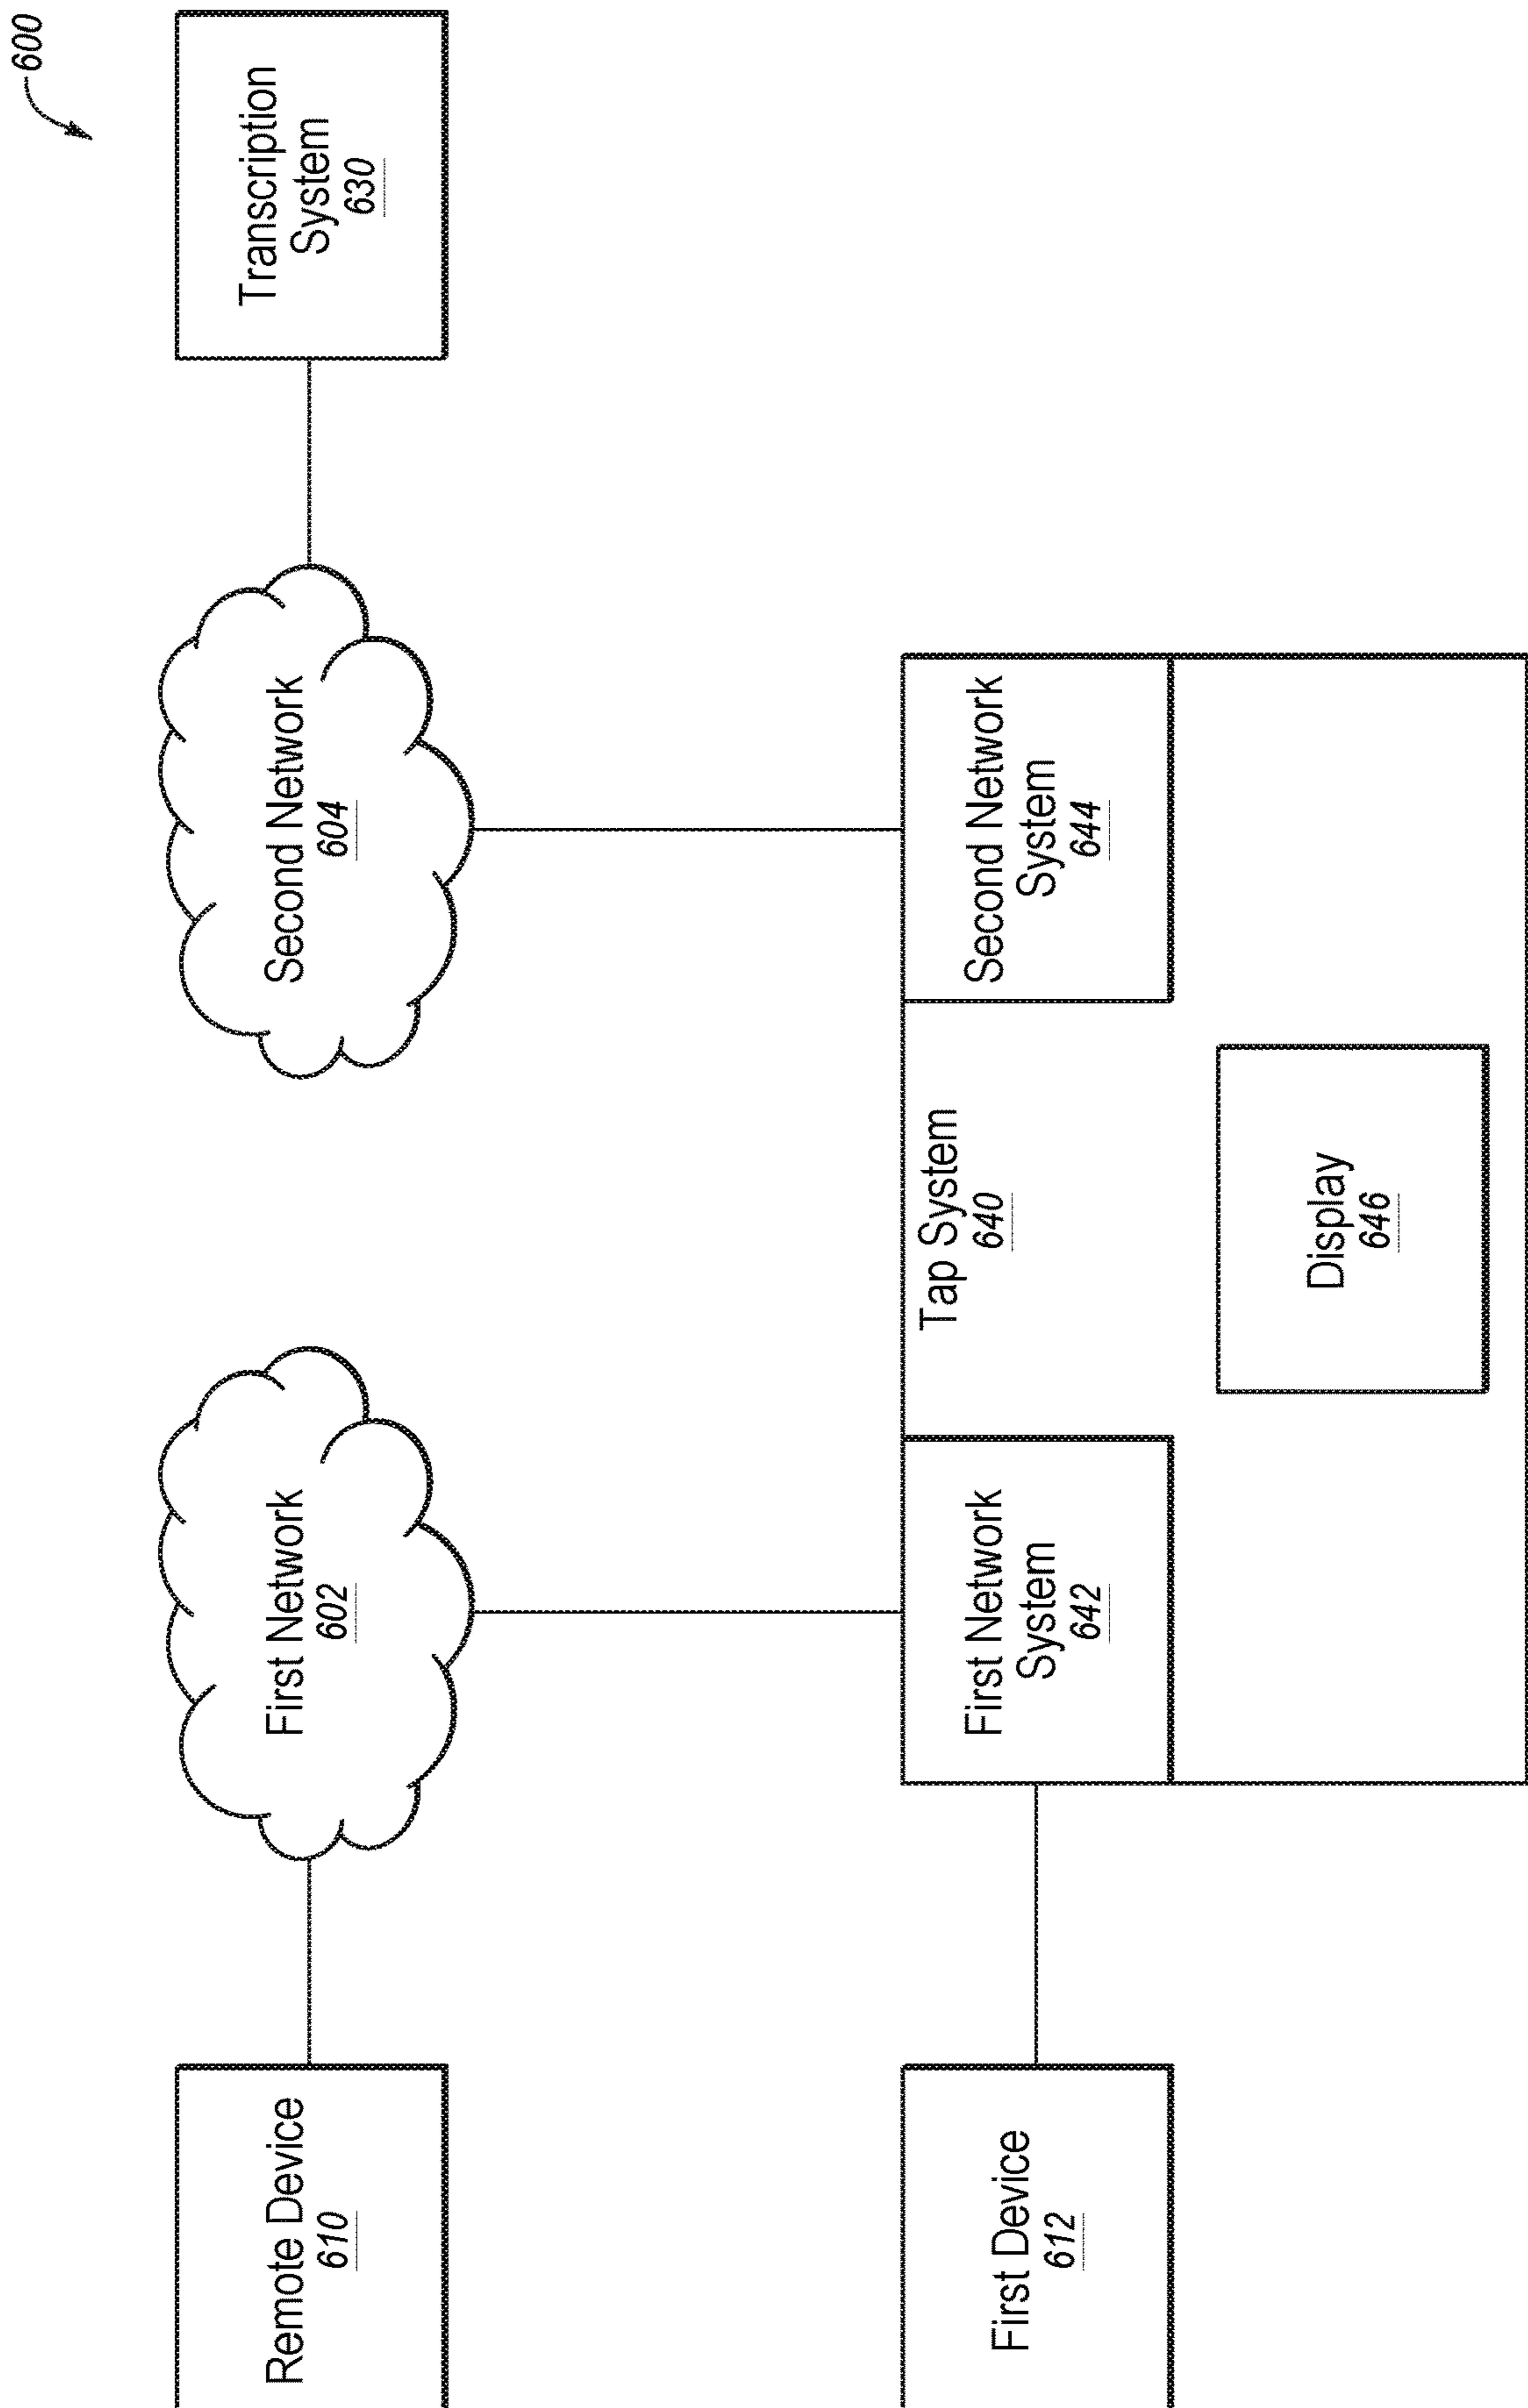 600
Remote Device
610
First Network
602
Second Network
604
Transcription
System
630
First Device
612
Tap System
640
First Network
System
642
Second Network
System
644
Display
646